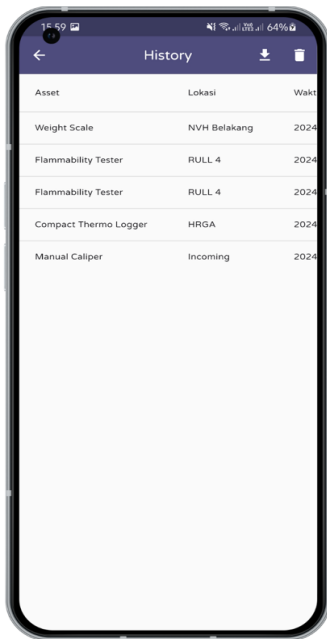 15.59 64%
History
Asset Lokasi Wakt
Weight Scale NVH Belakang 2024
Flammability Tester RULL 4 2024
Flammability Tester RULL 4 2024
Compact Thermo Logger HRGA 2024
Manual Caliper Incoming 2024